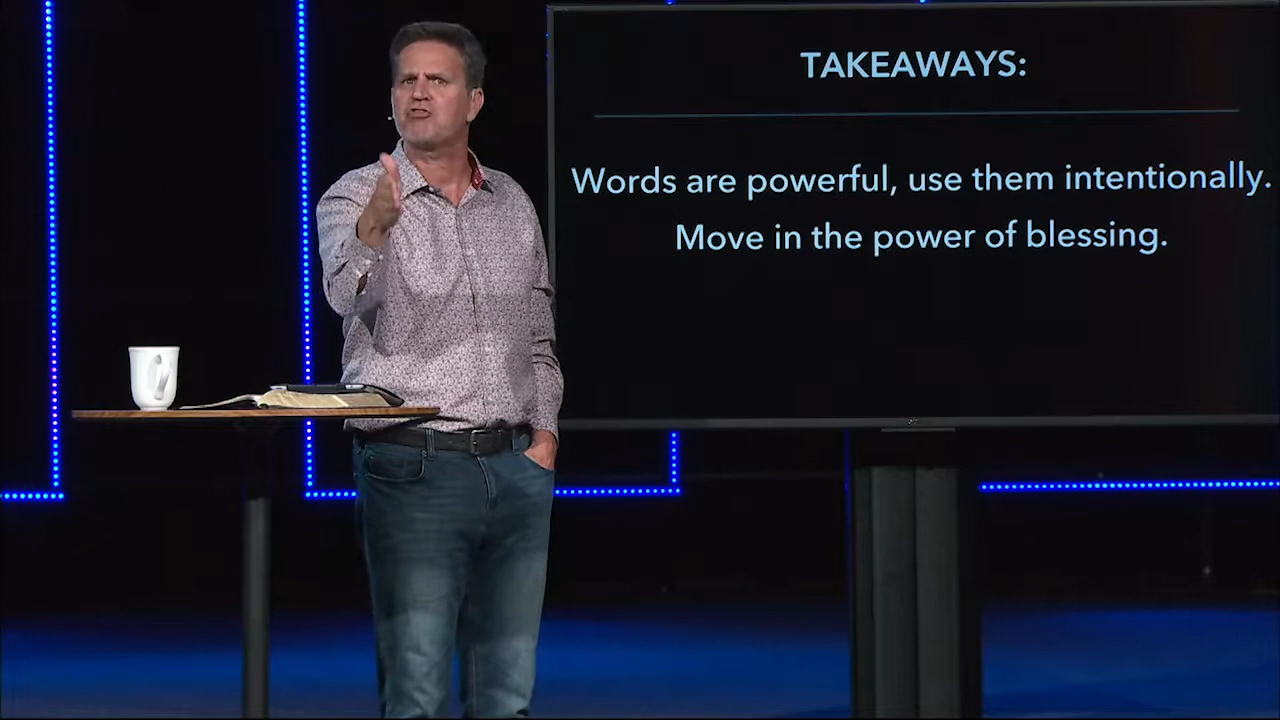 TAKEAWAYS:
Words are powerful, use them intentionally.
Move in the power of blessing.